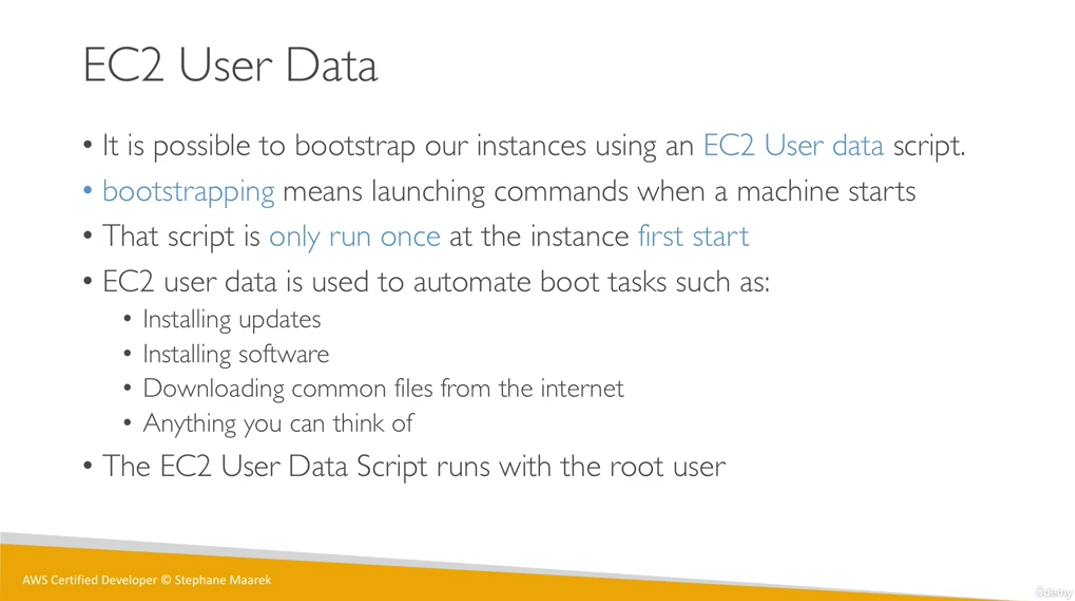 EC2 User Data
• It is possible to bootstrap our instances using an EC2 User data script.
• bootstrapping means launching commands when a machine starts
• That script is only run once at the instance first start
• EC2 user data is used to automate boot tasks such as:
• Installing updates
• Installing software
• Downloading common files from the internet
• Anything you can think of
• The EC2 User Data Script runs with the root user
AWS Certified Developer © Stephane Maarek
ûdemy